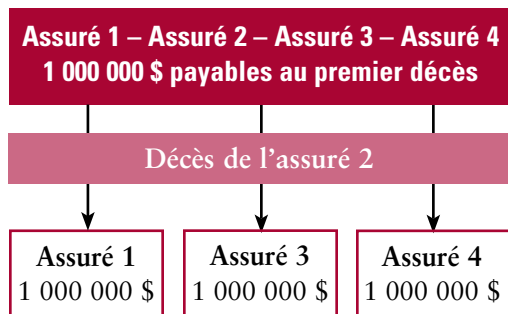 Assuré 1 – Assuré 2 – Assuré 3 – Assuré 4
1 000 000 $ payables au premier décès
Décès de l’assuré 2
Assuré 1
1 000 000 $
Assuré 3
1 000 000 $
Assuré 4
1 000 000 $